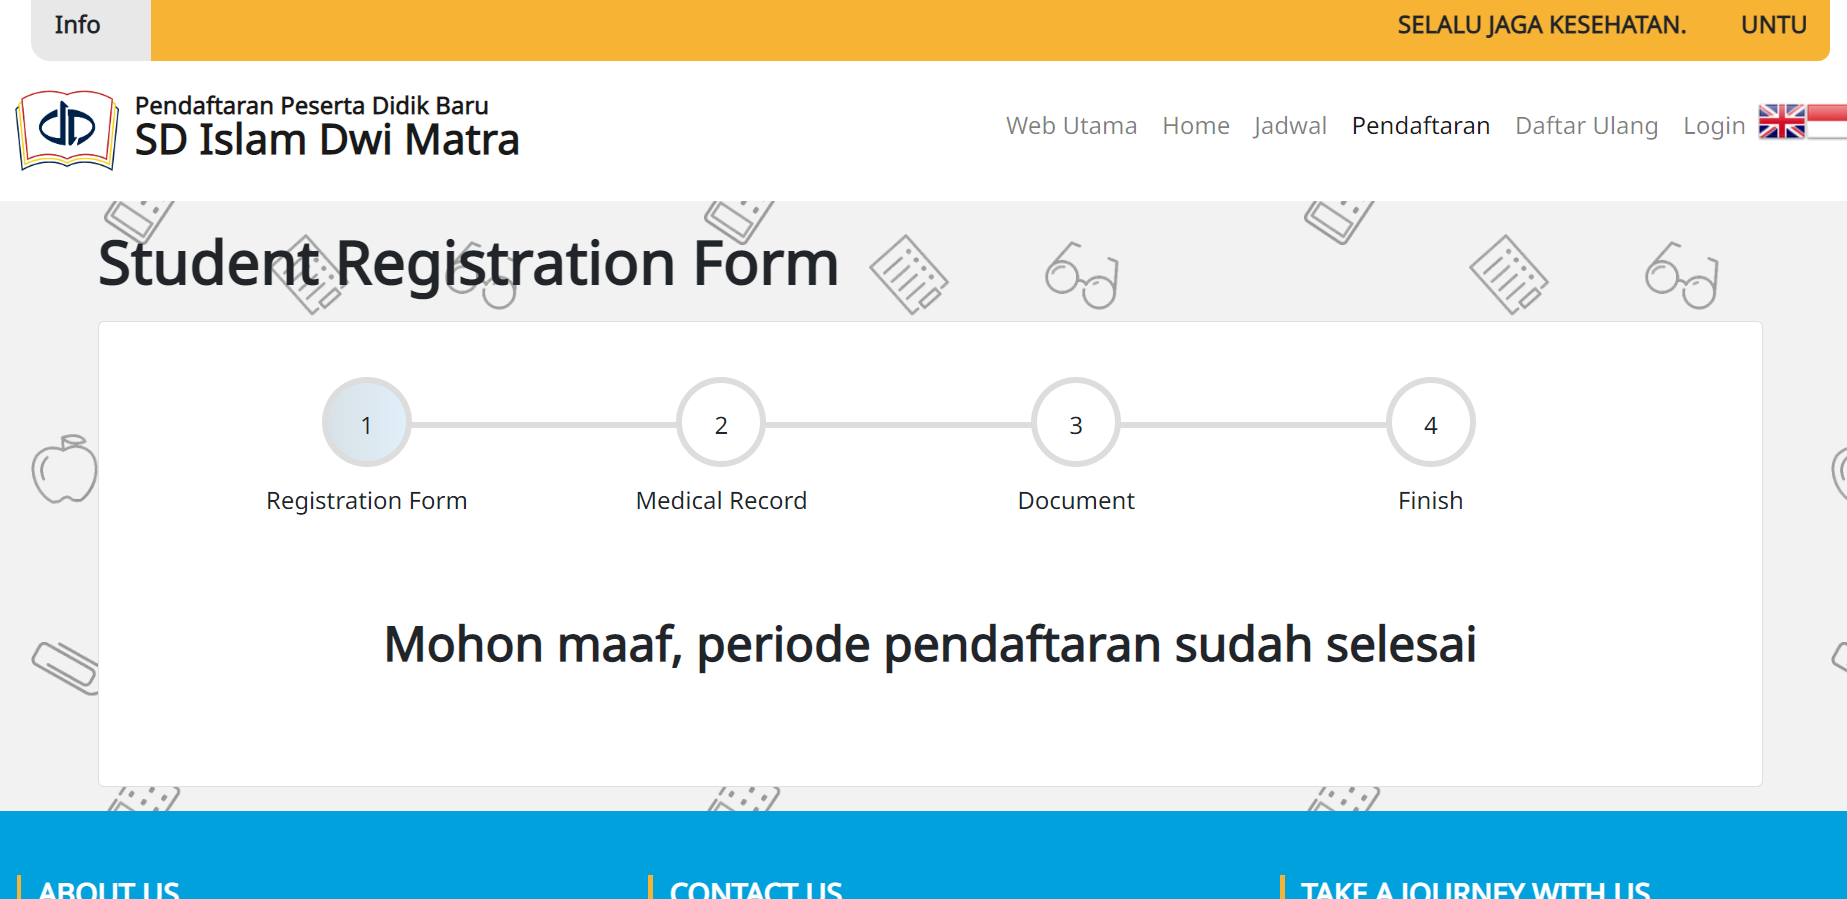 Info
SELALU JAGA KESEHATAN. UNTU
Pendaftaran Peserta Didik Baru
SD Islam Dwi Matra
Web Utama Home Jadwal Pendaftaran Daftar Ulang Login
Student Registration Form
1 2 3 4
Registration Form Medical Record Document Finish
Mohon maaf, periode pendaftaran sudah selesai
ABOUT US CONTACT US TAKE A JOURNEY WITH US